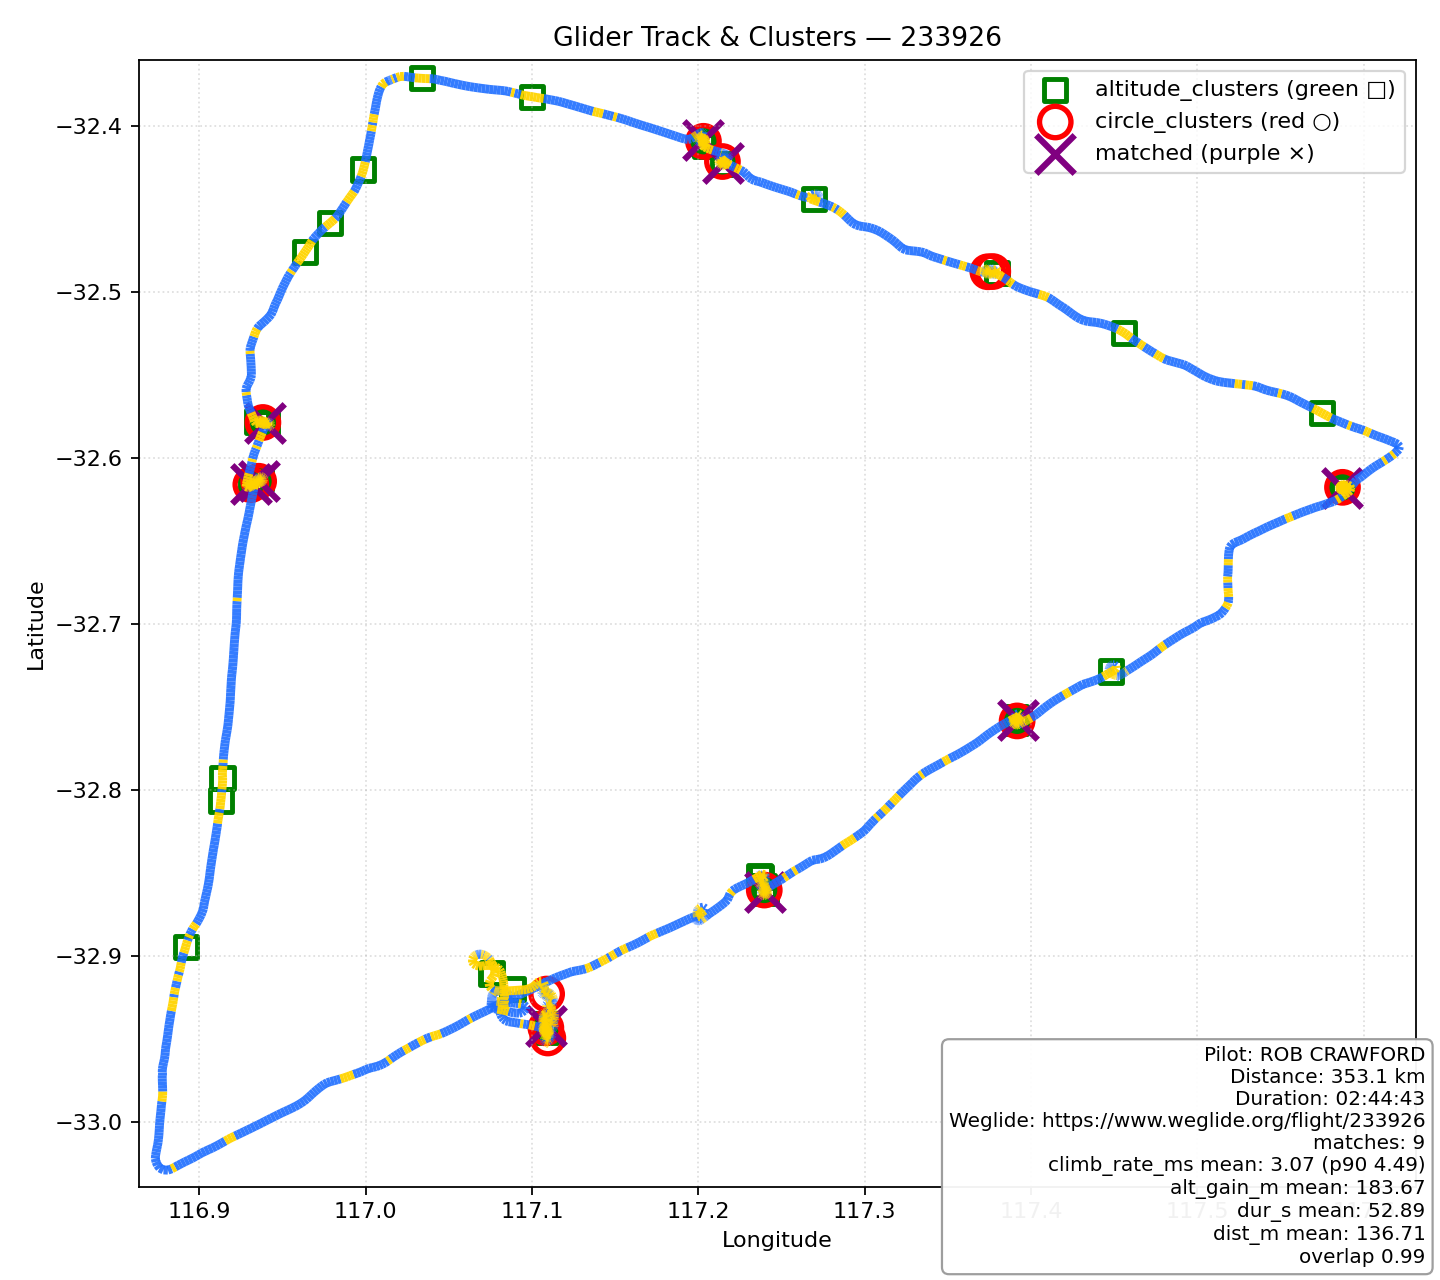 Glider Track & Clusters — 233926
altitude_clusters (green □)
circle_clusters (red ○)
matched (purple ×)
Latitude
−32.4
−32.5
−32.6
−32.7
−32.8
−32.9
−33.0
116.9
117.0
117.1
117.2
117.3
117.4
117.5
Longitude
Pilot: ROB CRAWFORD
Distance: 353.1 km
Duration: 02:44:43
Weglide: https://www.weglide.org/flight/233926
matches: 9
climb_rate_ms mean: 3.07 (p90 4.49)
alt_gain_m mean: 183.67
dur_s mean: 52.89
dist_m mean: 136.71
overlap 0.99